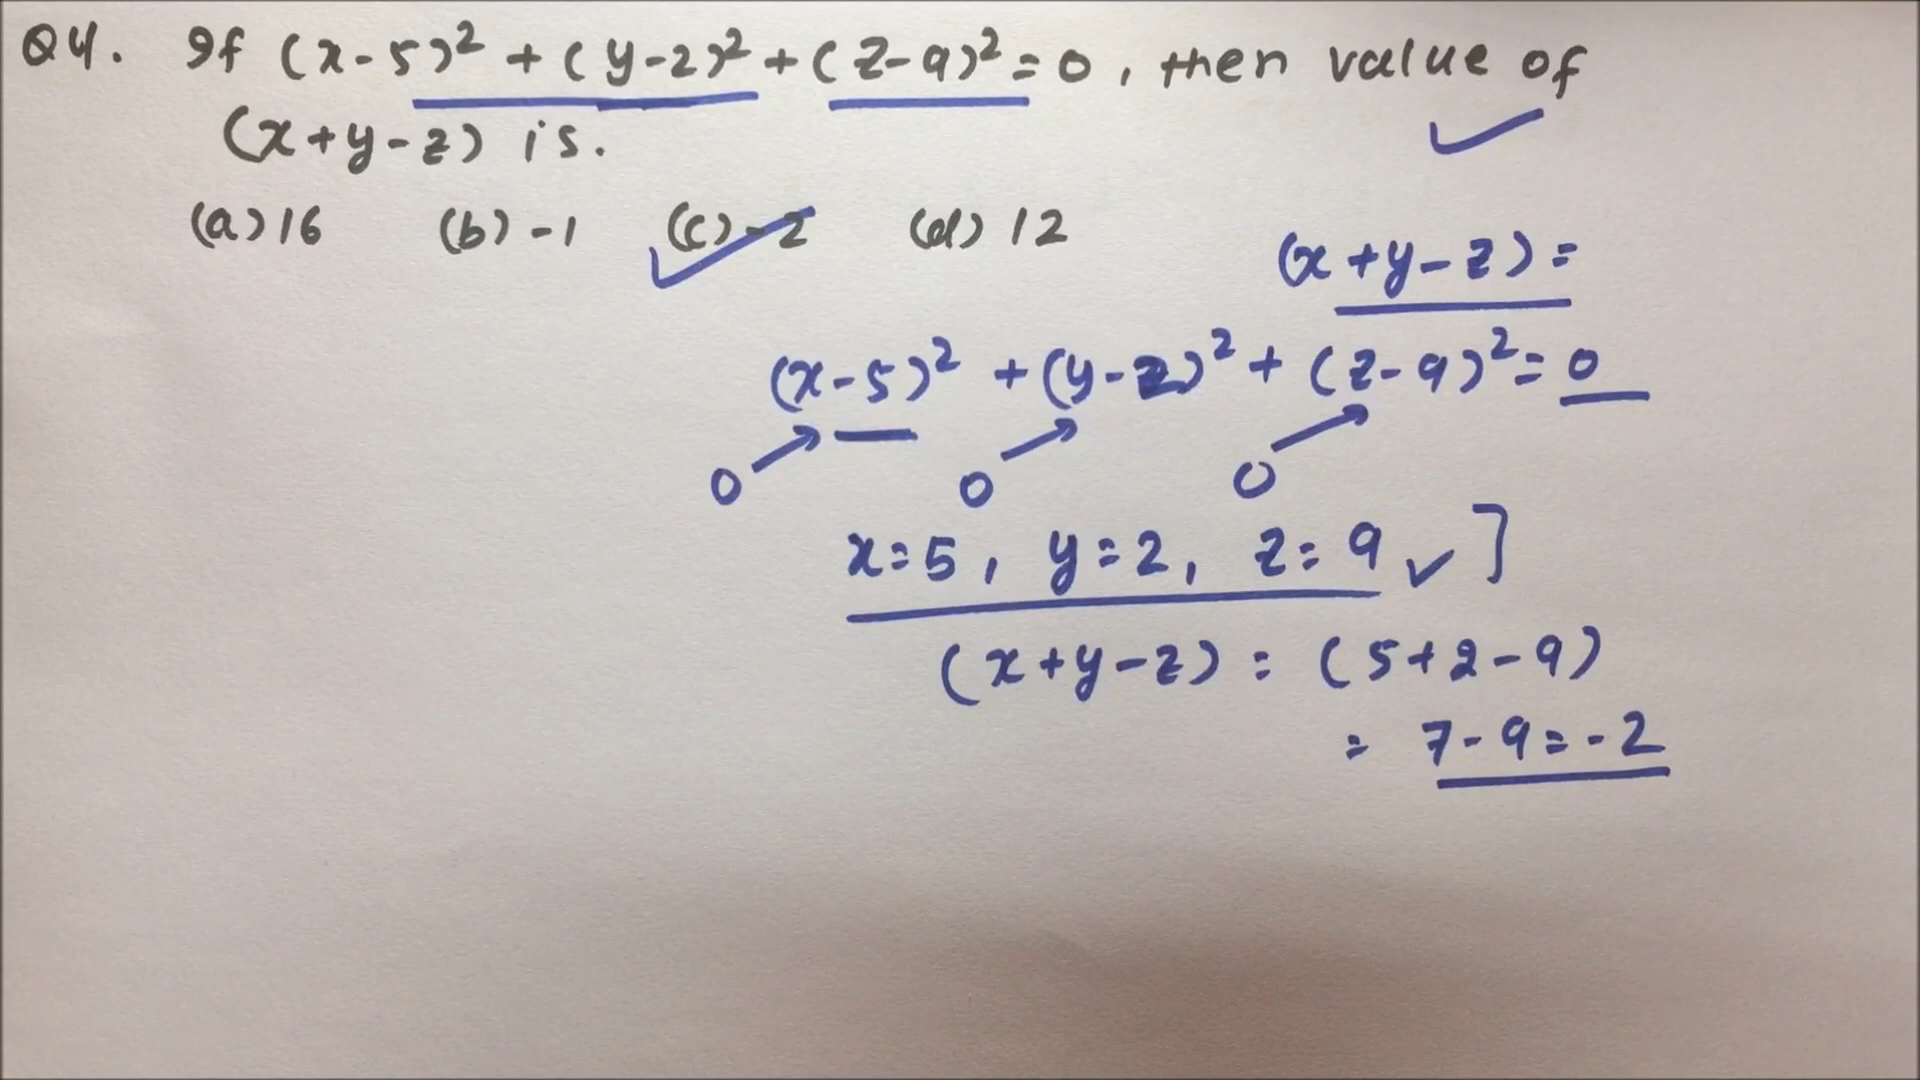 Q4. If (x-5)² + (y-2)² + (z-9)² = 0, then value of
(x+y-z) is.
(a) 16 (b) -1 (c) -2 (d) 12
(x+y-z) =
(x-5)² + (y-2)² + (z-9)² = 0
0 0 0
x=5, y=2, z=9 ✓ ]
(x+y-z) = (5+2-9)
= 7-9 = -2